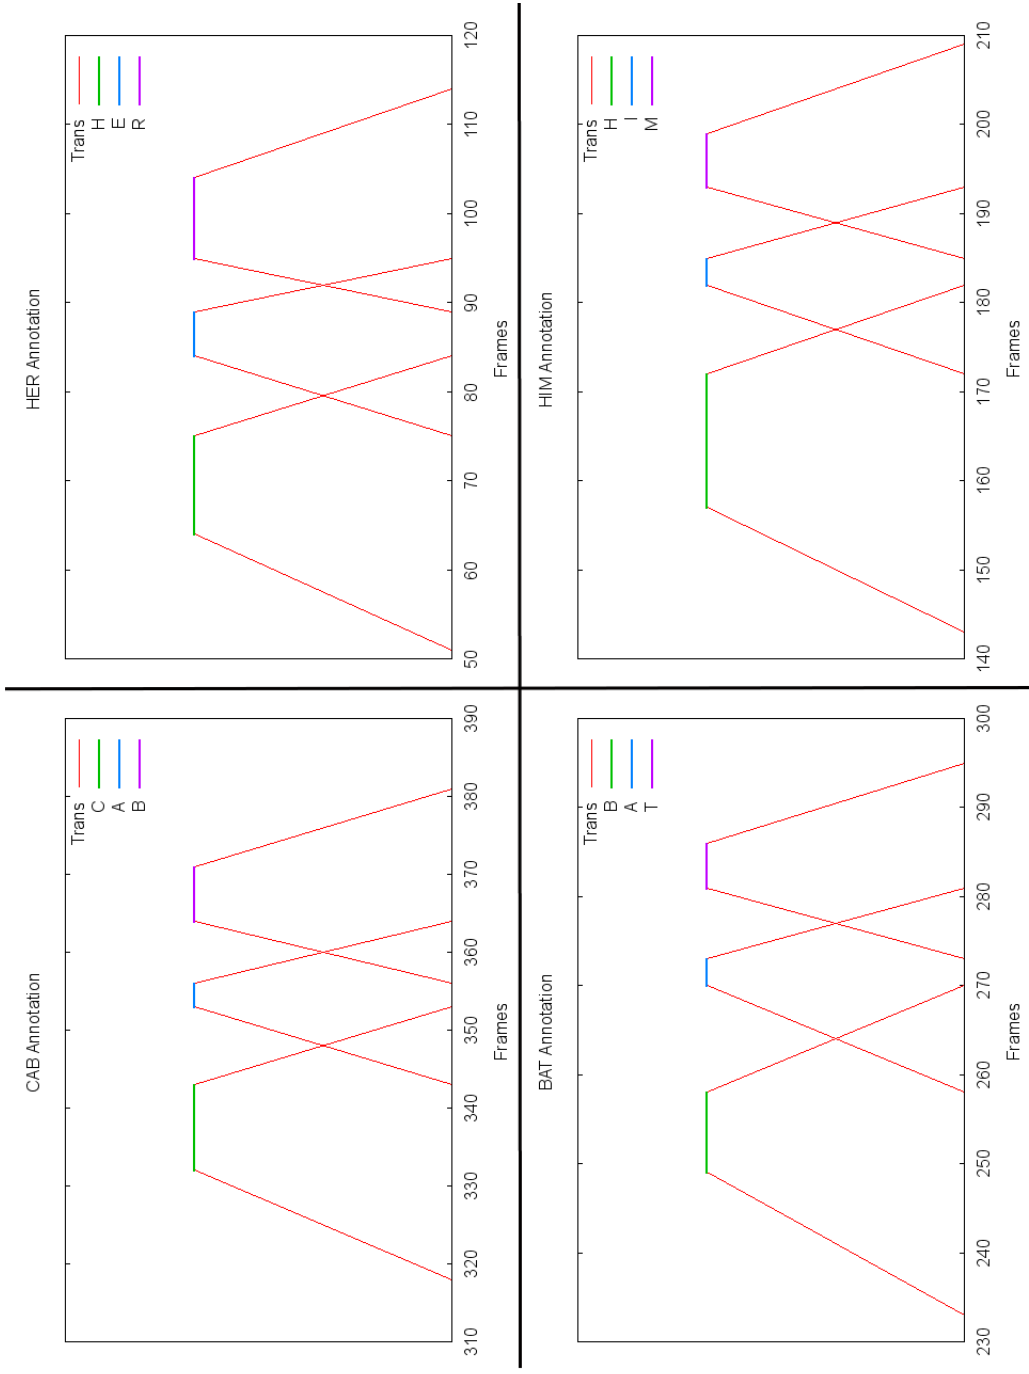 CAB Annotation
Trans
C
A
B
310 320 330 340 350 360 370 380 390
Frames
HER Annotation
Trans
H
E
R
50 60 70 80 90 100 110 120
Frames
BAT Annotation
Trans
B
A
T
230 240 250 260 270 280 290 300
Frames
HIM Annotation
Trans
H
I
M
140 150 160 170 180 190 200 210
Frames